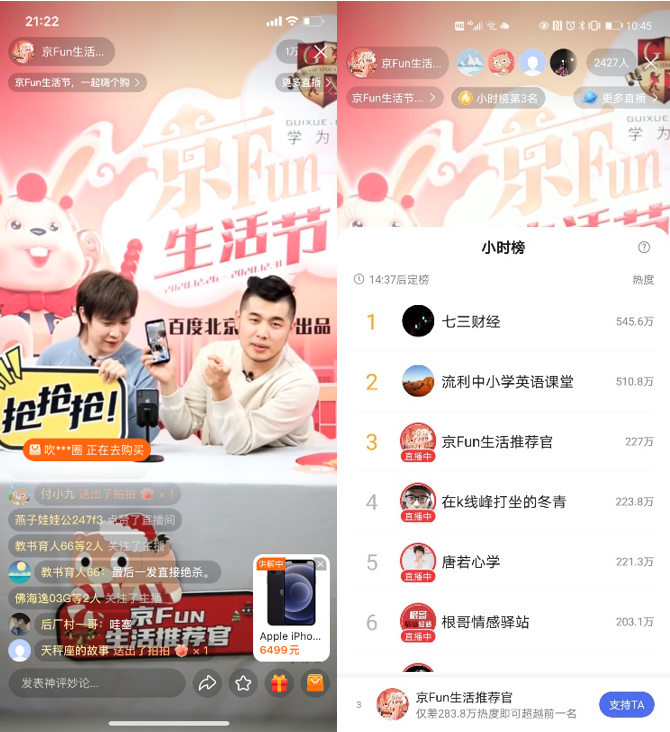 21:22
京Fun生活...
1万
京Fun生活节，一起嗨个购 >
更多直播 >
GUIXUE.C
学为
京Fun
生活节
2020.12.26 - 2020.12.31
百度北京
出品
抢抢抢!
吹***圈 正在去购买
付小九 送出了拍拍 × 1
燕子娃娃公247f3 点赞了直播间
教书育人66等2人 关注了主播
教书育人66: 最后一发直接绝杀。
佛海逸03G等2人 关注了主播
后厂村一哥: 哇塞
天秤座的故事 送出了拍拍 × 1
京Fun
生活推荐官
讲解中
Apple iPho...
6499元
发表神评妙论...
10:45
京Fun生活...
2427人
京Fun生活节... >
小时榜第3名
更多直播 >
GUIXUE.C
学为
京Fun
生活节
小时榜
14:37后定榜
热度
1
七三财经
545.6万
2
流利中小学英语课堂
510.8万
3
京Fun生活推荐官
227万
直播中
4
在k线峰打坐的冬青
223.8万
直播中
5
唐若心学
221.3万
直播中
6
根哥情感驿站
203.1万
直播中
3
京Fun生活推荐官
仅差283.8万热度即可超越前一名
支持TA